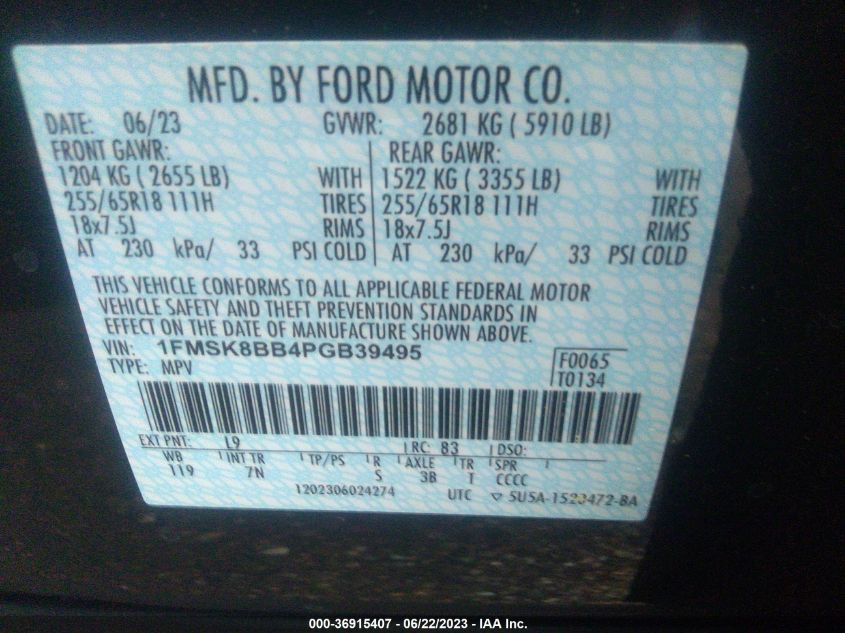 MFD. BY FORD MOTOR CO.
DATE: 06/23 GVWR: 2681 KG ( 5910 LB)
FRONT GAWR: REAR GAWR:
1204 KG ( 2655 LB) WITH 1522 KG ( 3355 LB) WITH
255/65R18 111H TIRES 255/65R18 111H TIRES
18x7.5J RIMS 18x7.5J RIMS
AT 230 kPa/ 33 PSI COLD AT 230 kPa/ 33 PSI COLD
THIS VEHICLE CONFORMS TO ALL APPLICABLE FEDERAL MOTOR
VEHICLE SAFETY AND THEFT PREVENTION STANDARDS IN
EFFECT ON THE DATE OF MANUFACTURE SHOWN ABOVE.
VIN: 1FMSK8BB4PGB39495
TYPE: MPV
F0065
T0134
EXT PNT: L9 RC: 83 DSO:
WB INT TR TP/PS R AXLE TR SPR
119 7N S 3B T CCCC
1202306024274 UTC ▽ 5U5A-1523472-BA
000-36915407 - 06/22/2023 - IAA Inc.